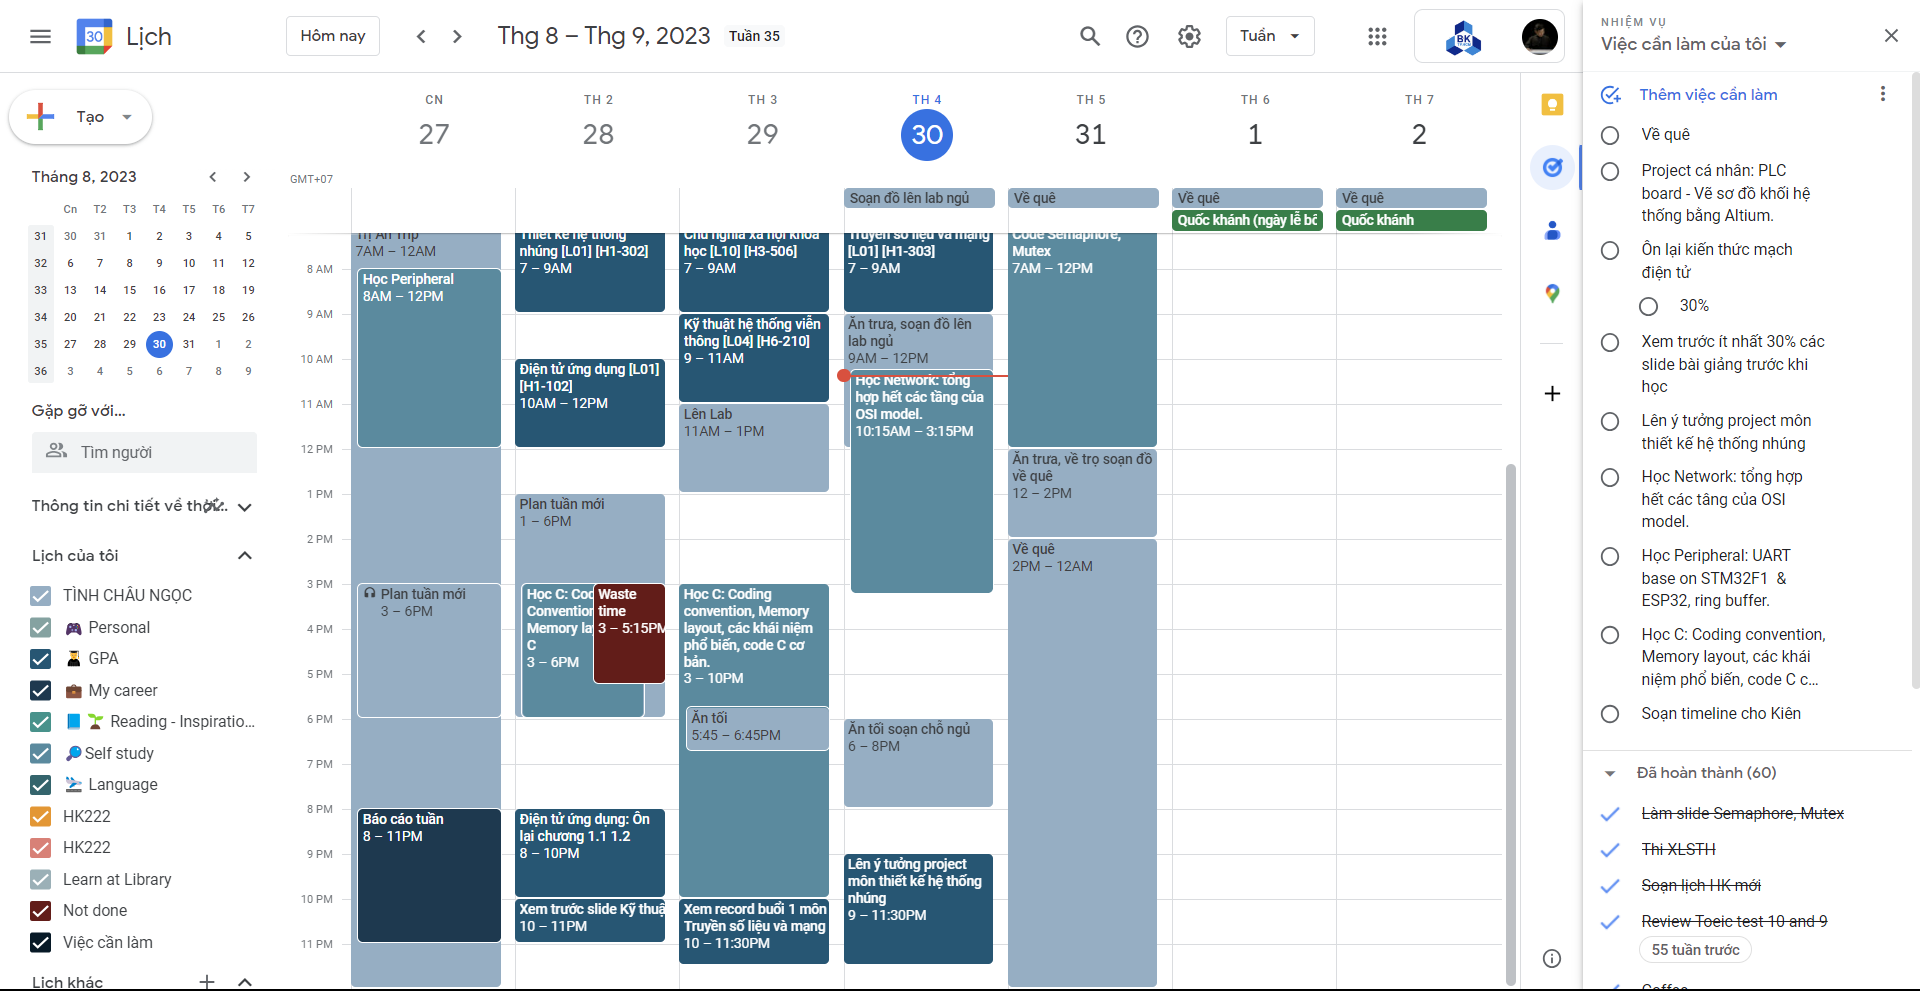 Lịch
Hôm nay
Thg 8 – Thg 9, 2023
Tuần 35
Tuần
BK
NHIỆM VỤ
Việc cần làm của tôi
Tạo
Tháng 8, 2023
Cn T2 T3 T4 T5 T6 T7
31 30 31 1 2 3 4 5
32 6 7 8 9 10 11 12
33 13 14 15 16 17 18 19
34 20 21 22 23 24 25 26
35 27 28 29 30 31 1 2
36 3 4 5 6 7 8 9
Gặp gỡ với...
Tìm người
Thông tin chi tiết về
Lịch của tôi
TÌNH CHÂU NGỌC
Personal
GPA
My career
Reading - Inspiratio...
Self study
Language
HK222
HK222
Learn at Library
Not done
Việc cần làm
Lịch khác
CN TH 2 TH 3 TH 4 TH 5 TH 6 TH 7
27 28 29 30 31 1 2
GMT+07
Soạn đồ lên lab ngủ
Về quê
Về quê
Về quê
Quốc khánh (ngày lễ bổ
Quốc khánh
8 AM
9 AM
10 AM
11 AM
12 PM
1 PM
2 PM
3 PM
4 PM
5 PM
6 PM
7 PM
8 PM
9 PM
10 PM
11 PM
7AM – 12AM
Học Peripheral
8AM – 12PM
Plan tuần mới
3 – 6PM
Báo cáo tuần
8 – 11PM
Thiết kế hệ thống
nhúng [L01] [H1-302]
7 – 9AM
Điện tử ứng dụng [L01]
[H1-102]
10AM – 12PM
Plan tuần mới
1 – 6PM
Học C: Cod
Convention
Memory la
C
3 – 6PM
Waste
time
3 – 5:15PM
Điện tử ứng dụng: Ôn
lại chương 1.1 1.2
8 – 10PM
Xem trước slide Kỹ thuậ
10 – 11PM
Chủ nghĩa xã hội khoa
học [L10] [H3-506]
7 – 9AM
Kỹ thuật hệ thống viễn
thông [L04] [H6-210]
9 – 11AM
Lên Lab
11AM – 1PM
Học C: Coding
convention, Memory
layout, các khái niệm
phổ biến, code C cơ
bản.
3 – 10PM
Ăn tối
5:45 – 6:45PM
Xem record buổi 1 môn
Truyền số liệu và mạng
10 – 11:30PM
Truyền số liệu và mạng
[L01] [H1-303]
7 – 9AM
Ăn trưa, soạn đồ lên
lab ngủ
9AM – 12PM
Học Network: tổng
hợp hết các tầng của
OSI model.
10:15AM – 3:15PM
Ăn tối soạn chỗ ngủ
6 – 8PM
Lên ý tưởng project
môn thiết kế hệ thống
nhúng
9 – 11:30PM
Code Semaphore,
Mutex
7AM – 12PM
Ăn trưa, về trọ soạn đồ
về quê
12 – 2PM
Về quê
2PM – 12AM
Thêm việc cần làm
Về quê
Project cá nhân: PLC
board - Vẽ sơ đồ khối hệ
thống bằng Altium.
Ôn lại kiến thức mạch
điện tử
30%
Xem trước ít nhất 30% các
slide bài giảng trước khi
học
Lên ý tưởng project môn
thiết kế hệ thống nhúng
Học Network: tổng hợp
hết các tâng của OSI
model.
Học Peripheral: UART
base on STM32F1 &
ESP32, ring buffer.
Học C: Coding convention,
Memory layout, các khái
niệm phổ biến, code C c...
Soạn timeline cho Kiên
Đã hoàn thành (60)
Làm slide Semaphore, Mutex
Thi XLSTH
Soạn lịch HK mới
Review Toeic test 10 and 9
55 tuần trước